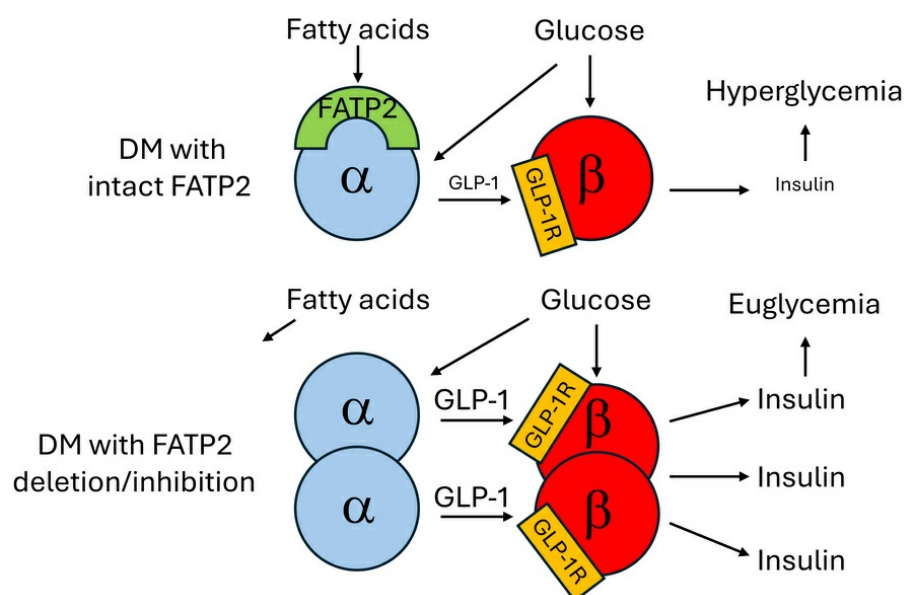 Fatty acids
Glucose
FATP2
Hyperglycemia
DM with
intact FATP2
α
GLP-1
GLP-1R
β
Insulin
Fatty acids
Glucose
Euglycemia
α
GLP-1
GLP-1R
β
Insulin
DM with FATP2
deletion/inhibition
Insulin
α
GLP-1
GLP-1R
β
Insulin